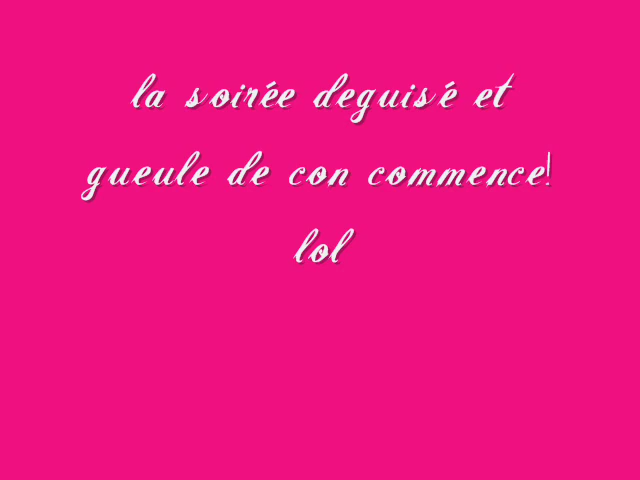 la soirée deguisé et
gueule de con commence!
lol